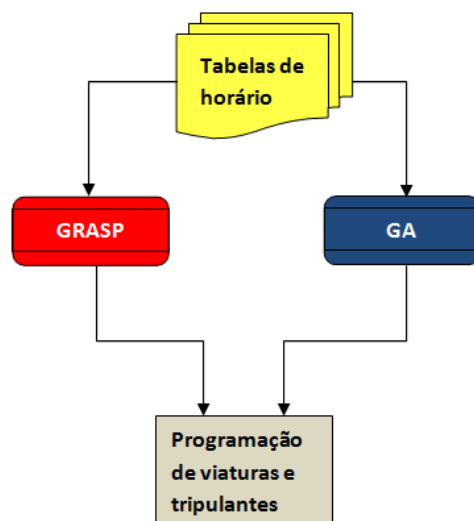 Tabelas de
horário
GRASP
GA
Programação
de viaturas e
tripulantes